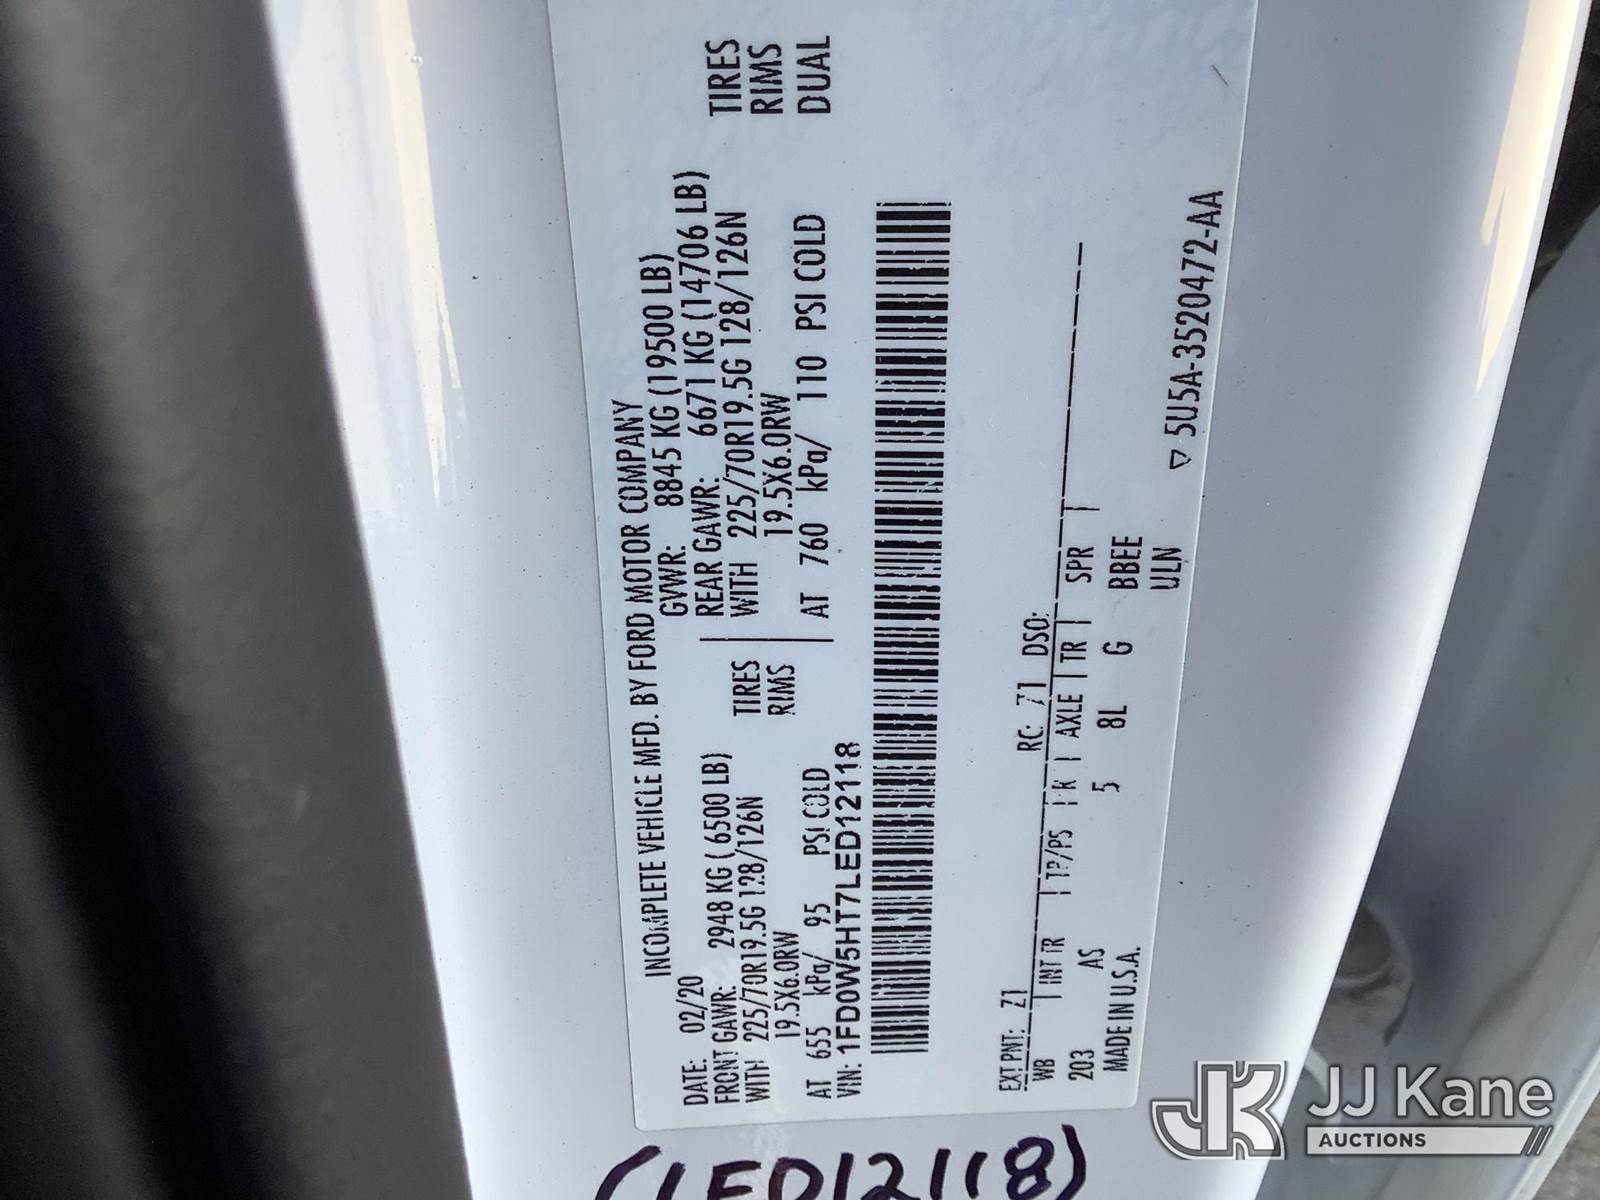 INCOMPLETE VEHICLE MFD. BY FORD MOTOR COMPANY
DATE: 02/20 GVWR: 8845 KG (19500 LB)
FRONT GAWR: 2948 KG (6500 LB) REAR GAWR: 6671 KG (14706 LB)
WITH 225/70R19.5G 128/126N TIRES WITH 225/70R19.5G 128/126N TIRES
19.5X6.0RW RIMS 19.5X6.0RW RIMS
AT 655 kPa/ 95 PSI COLD AT 760 kPa/ 110 PSI COLD DUAL
VIN: 1FD0W5HT7LED12118
EXT PNT: Z1 RC: 71 DSO:
WB INT TR TP/PS R AXLE TR SPR
203 AS 5 8L G BBEE
MADE IN U.S.A. ULN
5U5A-3520472-AA
(LED12118)
JJ Kane
AUCTIONS